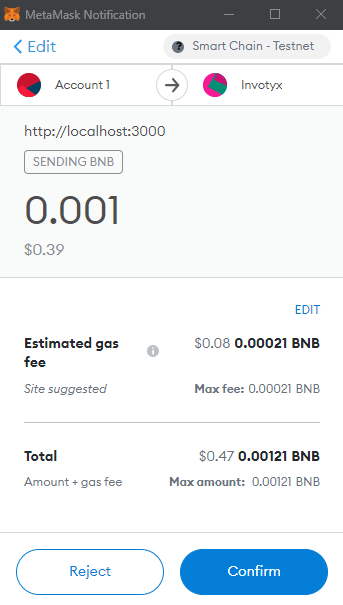 MetaMask Notification
Edit
Smart Chain - Testnet
Account 1
Invotyx
http://localhost:3000
SENDING BNB
0.001
$0.39
EDIT
Estimated gas fee
$0.08 0.00021 BNB
Site suggested
Max fee: 0.00021 BNB
Total
$0.47 0.00121 BNB
Amount + gas fee
Max amount: 0.00121 BNB
Reject
Confirm